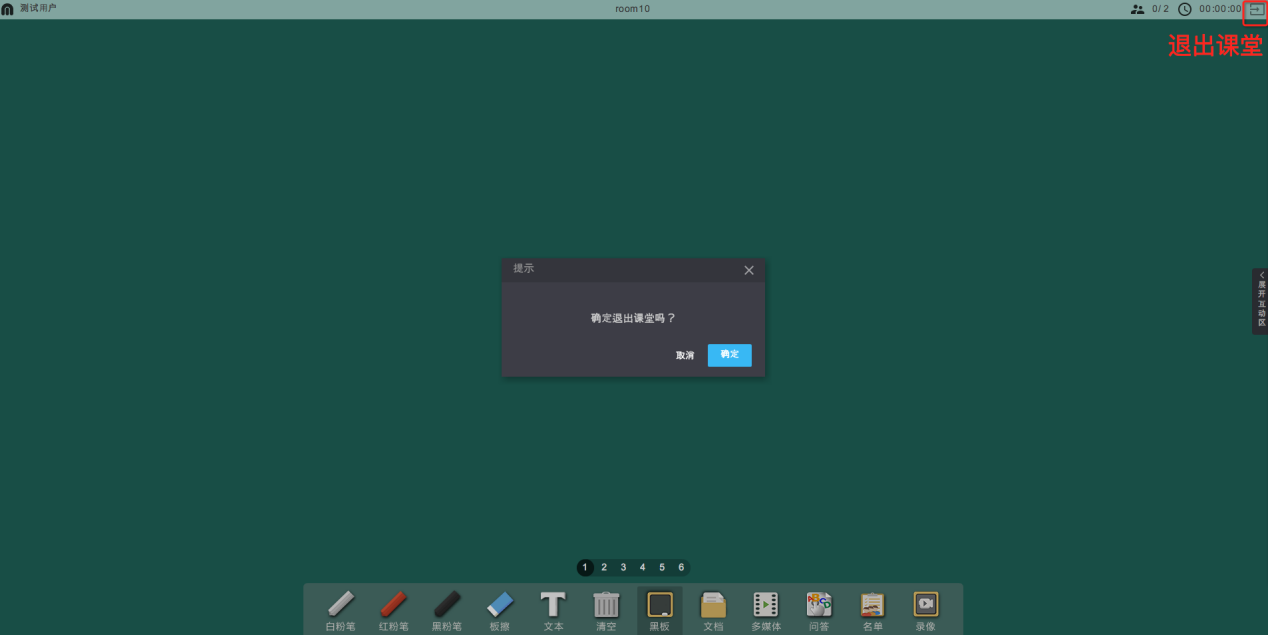 测试用户
room10
0/ 2
00:00:00
退出课堂
提示
确定退出课堂吗？
取消
确定
展开互动区
1 2 3 4 5 6
白粉笔 红粉笔 黑粉笔 板擦 文本 清空 黑板 文档 多媒体 问答 名单 录像